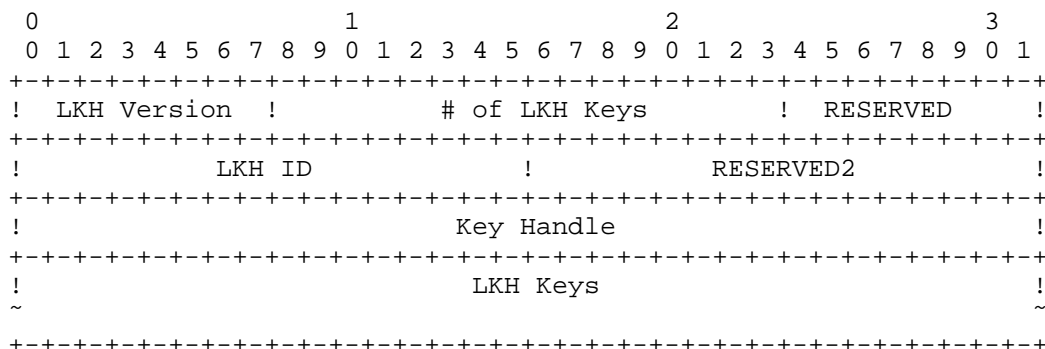 0                   1                   2                   3
 0 1 2 3 4 5 6 7 8 9 0 1 2 3 4 5 6 7 8 9 0 1 2 3 4 5 6 7 8 9 0 1
+-+-+-+-+-+-+-+-+-+-+-+-+-+-+-+-+-+-+-+-+-+-+-+-+-+-+-+-+-+-+-+-+
!  LKH Version  !          # of LKH Keys        !  RESERVED     !
+-+-+-+-+-+-+-+-+-+-+-+-+-+-+-+-+-+-+-+-+-+-+-+-+-+-+-+-+-+-+-+-+
!            LKH ID             !           RESERVED2           !
+-+-+-+-+-+-+-+-+-+-+-+-+-+-+-+-+-+-+-+-+-+-+-+-+-+-+-+-+-+-+-+-+
!                           Key Handle                          !
+-+-+-+-+-+-+-+-+-+-+-+-+-+-+-+-+-+-+-+-+-+-+-+-+-+-+-+-+-+-+-+-+
!                            LKH Keys                           !
~                                                               ~
+-+-+-+-+-+-+-+-+-+-+-+-+-+-+-+-+-+-+-+-+-+-+-+-+-+-+-+-+-+-+-+-+